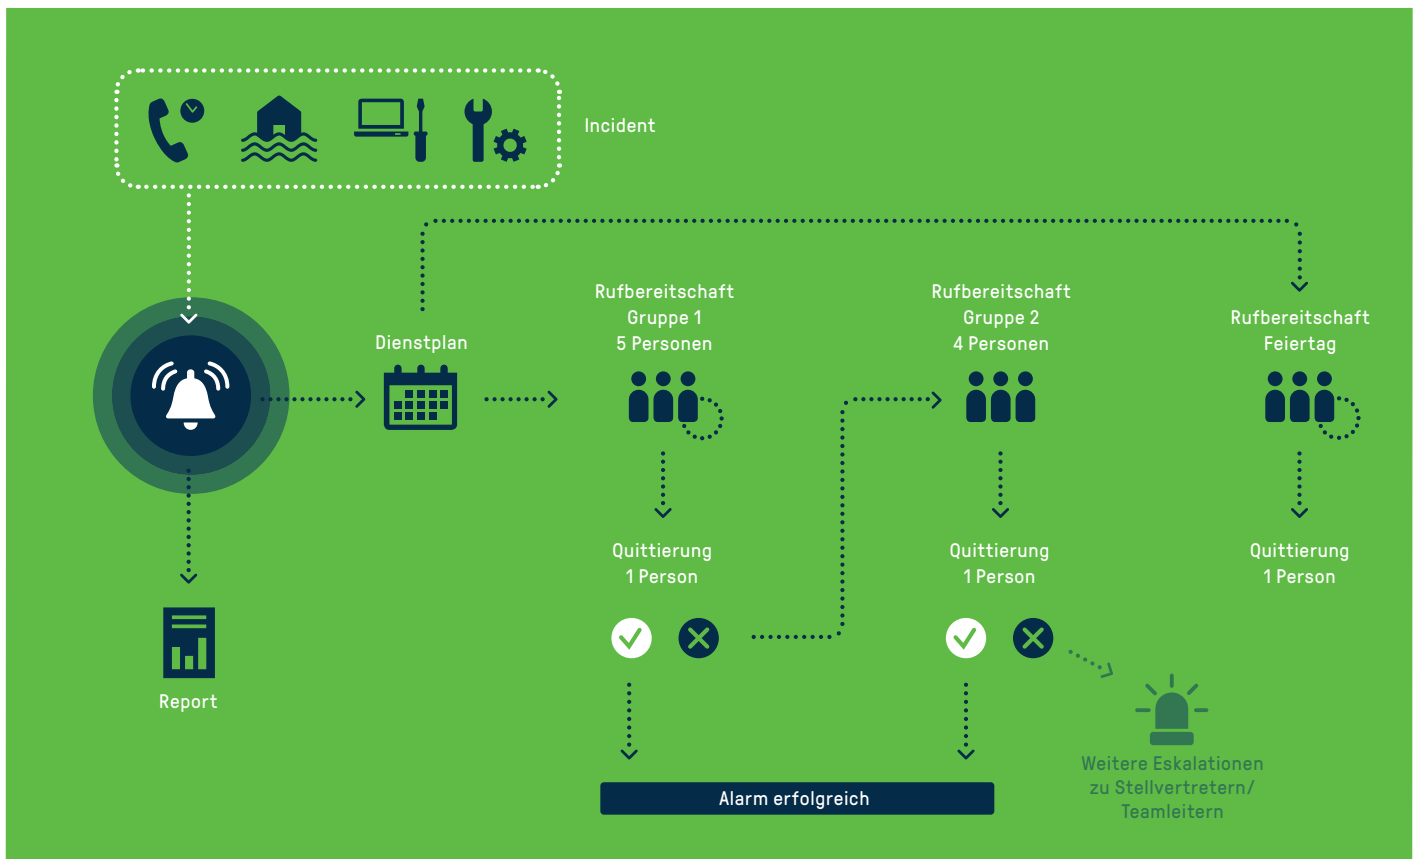 Incident
Dienstplan
Rufbereitschaft
Gruppe 1
5 Personen
Rufbereitschaft
Gruppe 2
4 Personen
Rufbereitschaft
Feiertag
Quittierung
1 Person
Quittierung
1 Person
Quittierung
1 Person
Report
Alarm erfolgreich
Weitere Eskalationen
zu Stellvertretern/
Teamleitern